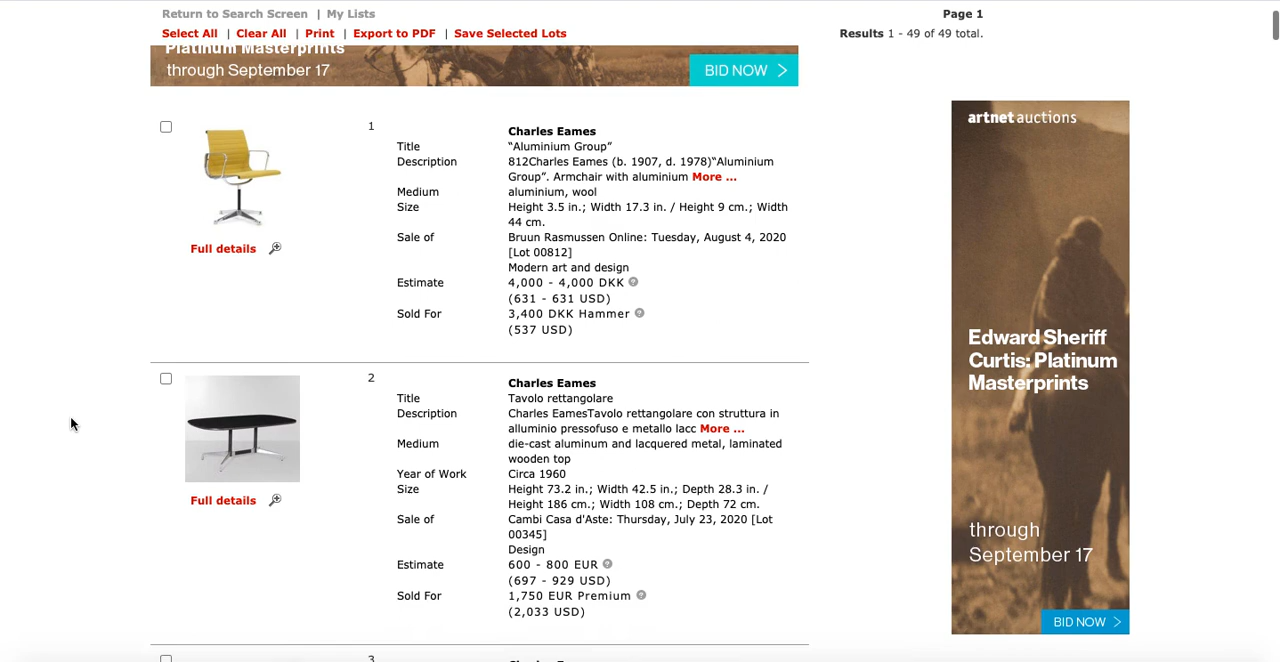 Return to Search Screen | My Lists
Page 1
Select All | Clear All | Print | Export to PDF | Save Selected Lots
Results 1 - 49 of 49 total.
Platinum Masterprints
through September 17
BID NOW
1
Charles Eames
Title “Aluminium Group”
Description 812Charles Eames (b. 1907, d. 1978)“Aluminium
Group”. Armchair with aluminium More ...
Medium aluminium, wool
Size Height 3.5 in.; Width 17.3 in. / Height 9 cm.; Width
44 cm.
Sale of Bruun Rasmussen Online: Tuesday, August 4, 2020
[Lot 00812]
Modern art and design
Estimate 4,000 - 4,000 DKK
(631 - 631 USD)
Sold For 3,400 DKK Hammer
(537 USD)
Full details
2
Charles Eames
Title Tavolo rettangolare
Description Charles EamesTavolo rettangolare con struttura in
alluminio pressofuso e metallo lacc More ...
Medium die-cast aluminum and lacquered metal, laminated
wooden top
Year of Work Circa 1960
Size Height 73.2 in.; Width 42.5 in.; Depth 28.3 in. /
Height 186 cm.; Width 108 cm.; Depth 72 cm.
Sale of Cambi Casa d'Aste: Thursday, July 23, 2020 [Lot
00345]
Design
Estimate 600 - 800 EUR
(697 - 929 USD)
Sold For 1,750 EUR Premium
(2,033 USD)
Full details
3
artnet auctions
Edward Sheriff
Curtis: Platinum
Masterprints
through
September 17
BID NOW